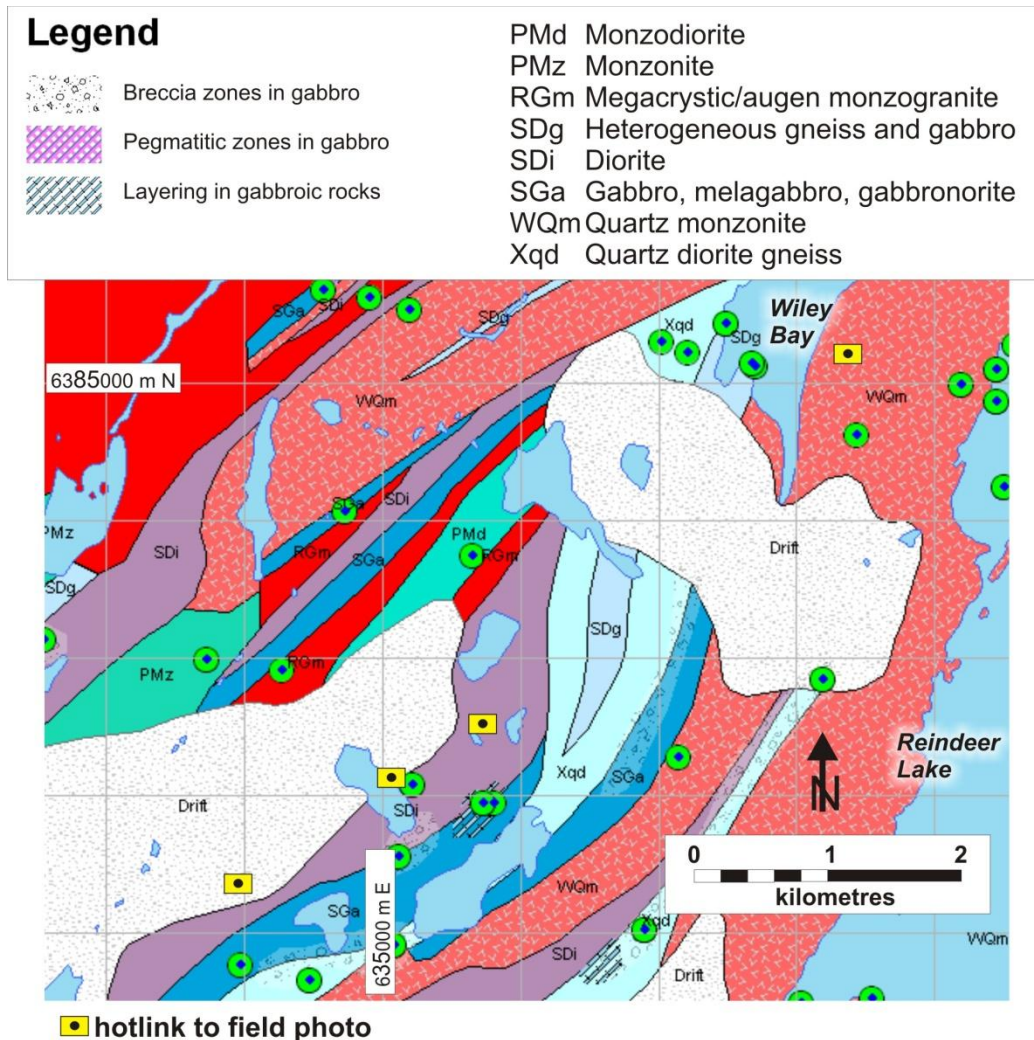 Legend
Breccia zones in gabbro
Pegmatitic zones in gabbro
Layering in gabbroic rocks
PMd Monzodiorite
PMz Monzonite
RGm Megacrystic/augen monzogranite
SDg Heterogeneous gneiss and gabbro
SDi Diorite
SGa Gabbro, melagabbro, gabbronorite
WQm Quartz monzonite
Xqd Quartz diorite gneiss
SGa
SDi
SDg
Xqd
SDg
Wiley
Bay
6385000 m N
WQm
WQm
SGa
SDi
PMz
SDi
RGm
SGa
PMd
RGm
Drift
SDg
SDg
PMz
RGm
Reindeer
Lake
Xqd
SGa
N
Drift
SDi
0 1 2
kilometres
635000 m E
WQm
SGa
Xqd
SDi
WQm
Drift
hotlink to field photo